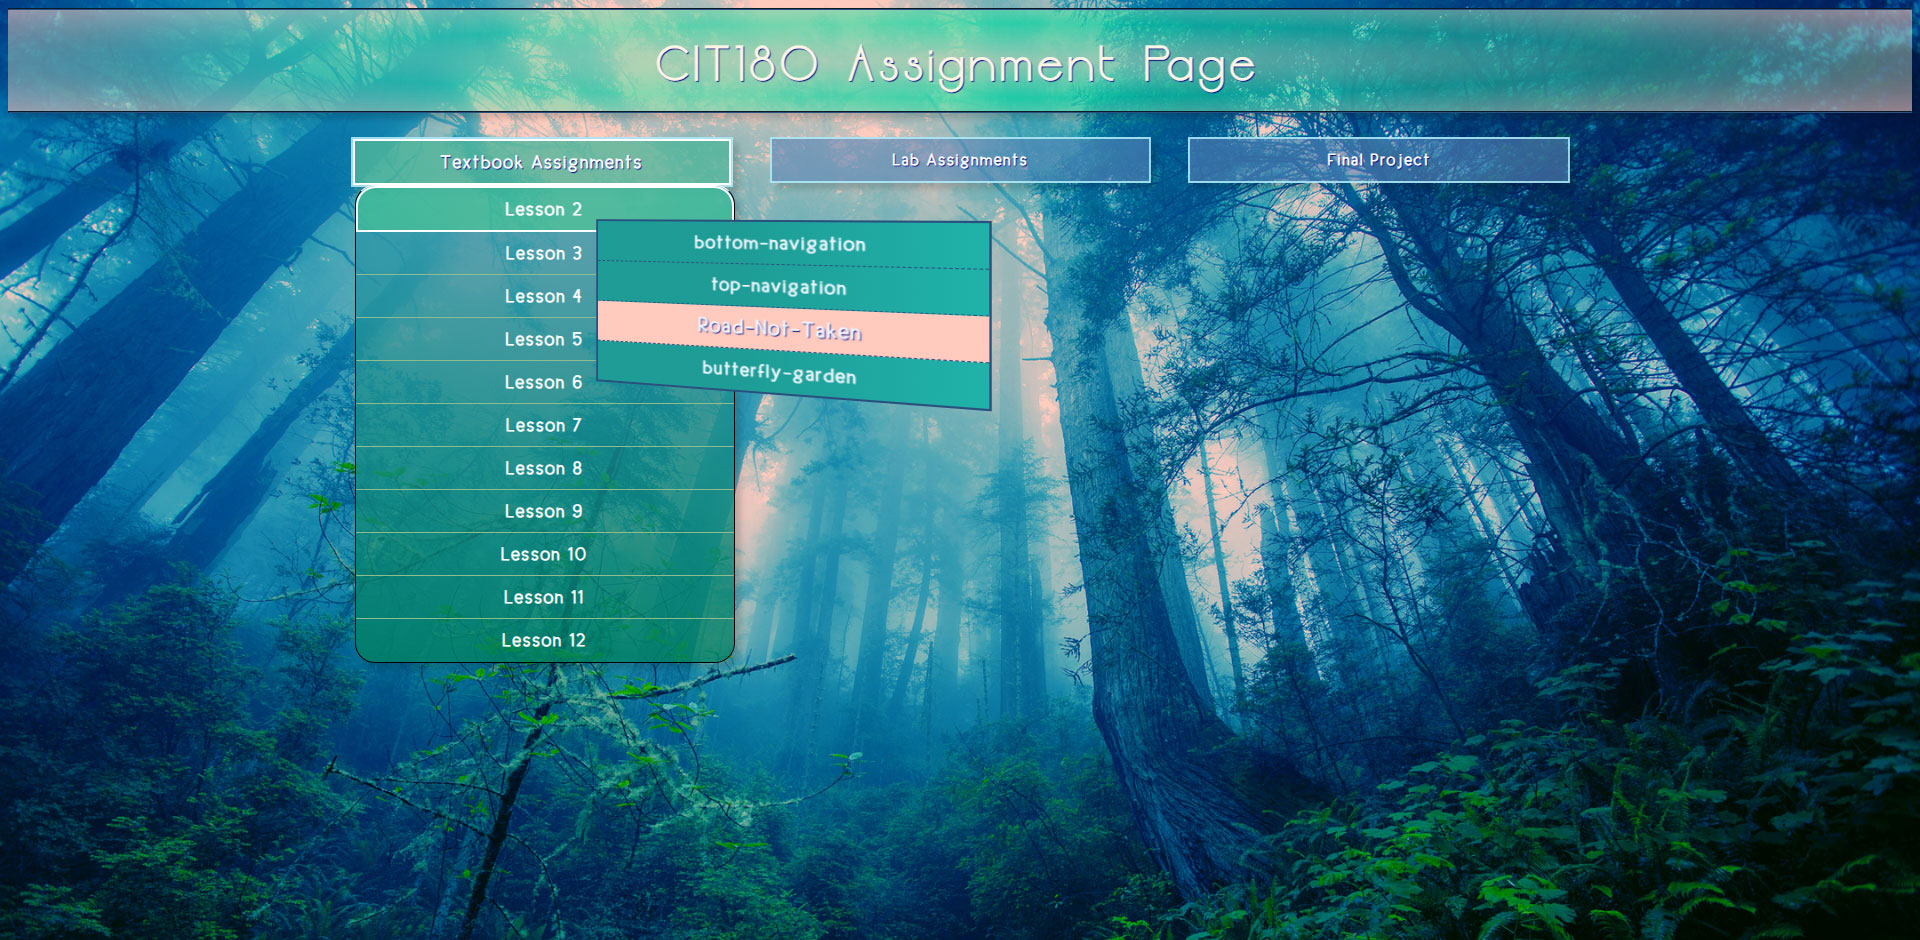 CIT180 Assignment Page
Textbook Assignments
Lab Assignments
Final Project
Lesson 2
Lesson 3
Lesson 4
Lesson 5
Lesson 6
Lesson 7
Lesson 8
Lesson 9
Lesson 10
Lesson 11
Lesson 12
bottom-navigation
top-navigation
Road-Not-Taken
butterfly-garden